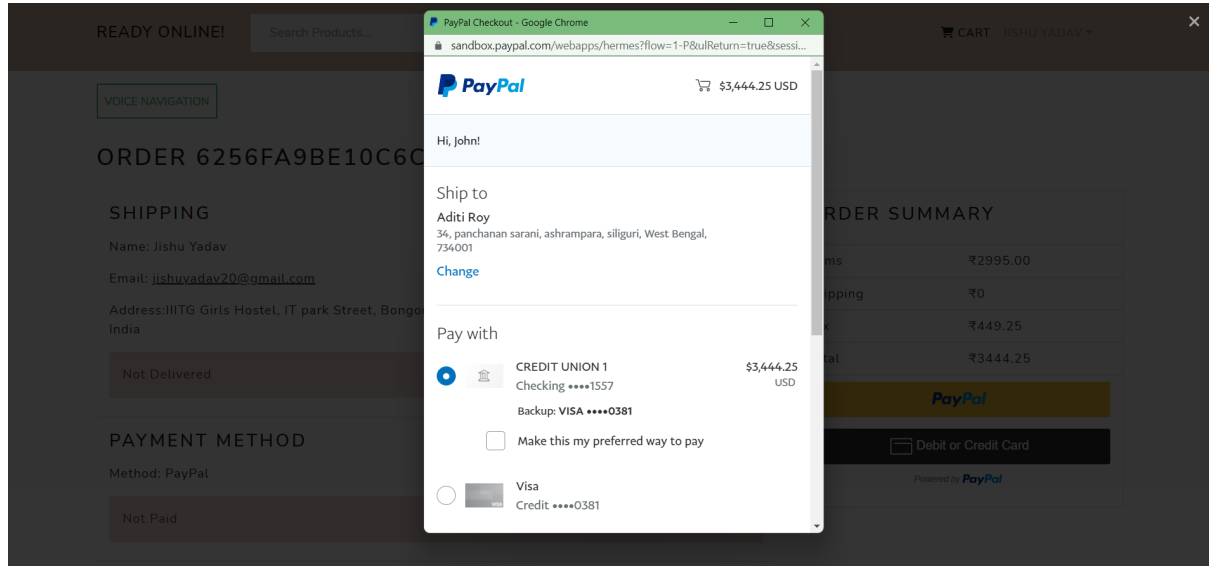 READY ONLINE!
Search Products...
CART
JISHU YADAV
VOICE NAVIGATION
ORDER 6256FA9BE10C6C
SHIPPING
Name: Jishu Yadav
Email: jishuyadav20@gmail.com
Address:IIITG Girls Hostel, IT park Street, Bongo
India
Not Delivered
PAYMENT METHOD
Method: PayPal
Not Paid
PayPal Checkout - Google Chrome
sandbox.paypal.com/webapps/hermes?flow=1-P&ulReturn=true&sessi...
PayPal
$3,444.25 USD
Hi, John!
Ship to
Aditi Roy
34, panchanan sarani, ashrampara, siliguri, West Bengal,
734001
Change
Pay with
CREDIT UNION 1
$3,444.25
Checking ••••1557
USD
Backup: VISA ••••0381
Make this my preferred way to pay
Visa
VISA
Credit ••••0381
RDER SUMMARY
ms ₹2995.00
ipping ₹0
x ₹449.25
tal ₹3444.25
PayPal
Debit or Credit Card
Powered by PayPal